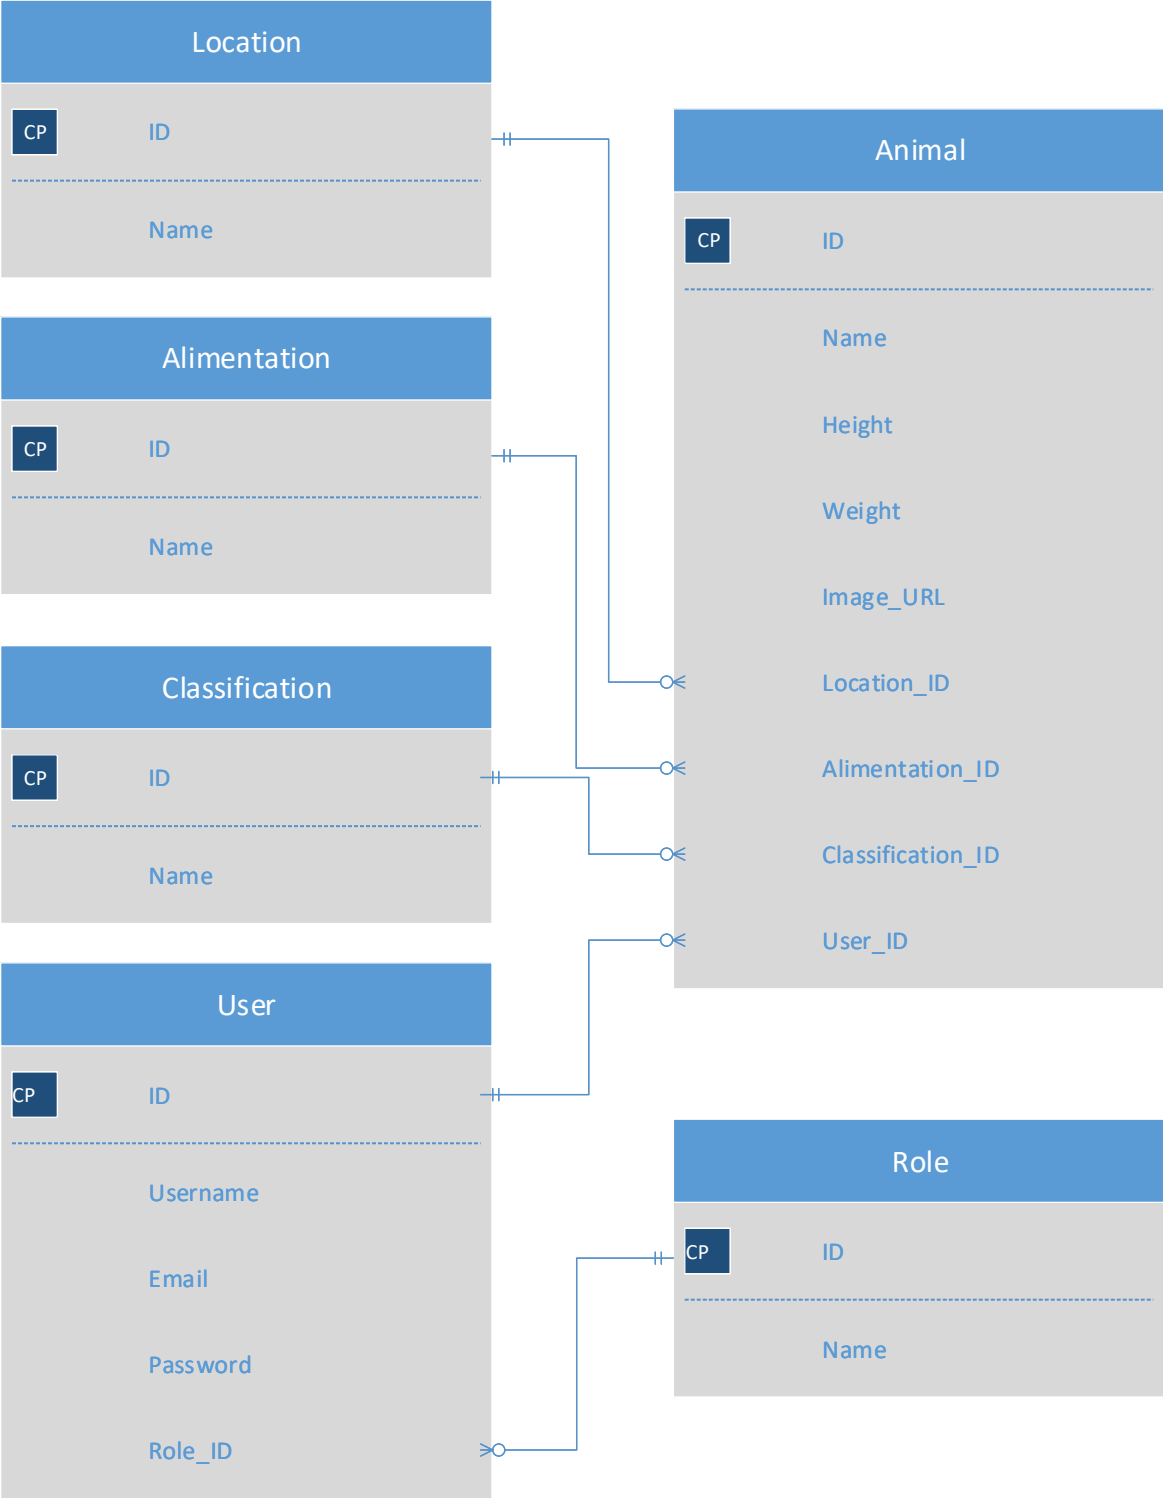 Location
CP ID
Name
Alimentation
CP ID
Name
Classification
CP ID
Name
User
CP ID
Username
Email
Password
Role_ID
Animal
CP ID
Name
Height
Weight
Image_URL
Location_ID
Alimentation_ID
Classification_ID
User_ID
Role
CP ID
Name